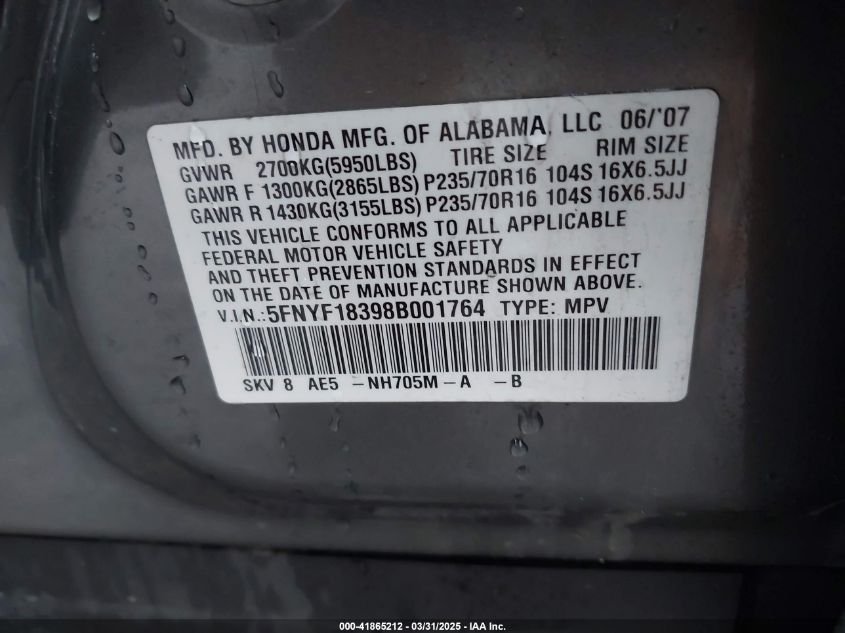 MFD. BY HONDA MFG. OF ALABAMA, LLC 06/'07
GVWR 2700KG(5950LBS) TIRE SIZE RIM SIZE
GAWR F 1300KG(2865LBS) P235/70R16 104S 16X6.5JJ
GAWR R 1430KG(3155LBS) P235/70R16 104S 16X6.5JJ
THIS VEHICLE CONFORMS TO ALL APPLICABLE
FEDERAL MOTOR VEHICLE SAFETY
AND THEFT PREVENTION STANDARDS IN EFFECT
ON THE DATE OF MANUFACTURE SHOWN ABOVE.
V.I.N.:5FNYF18398B001764 TYPE: MPV
SKV 8 AE5 -NH705M-A -B
000-41865212 - 03/31/2025 - IAA Inc.